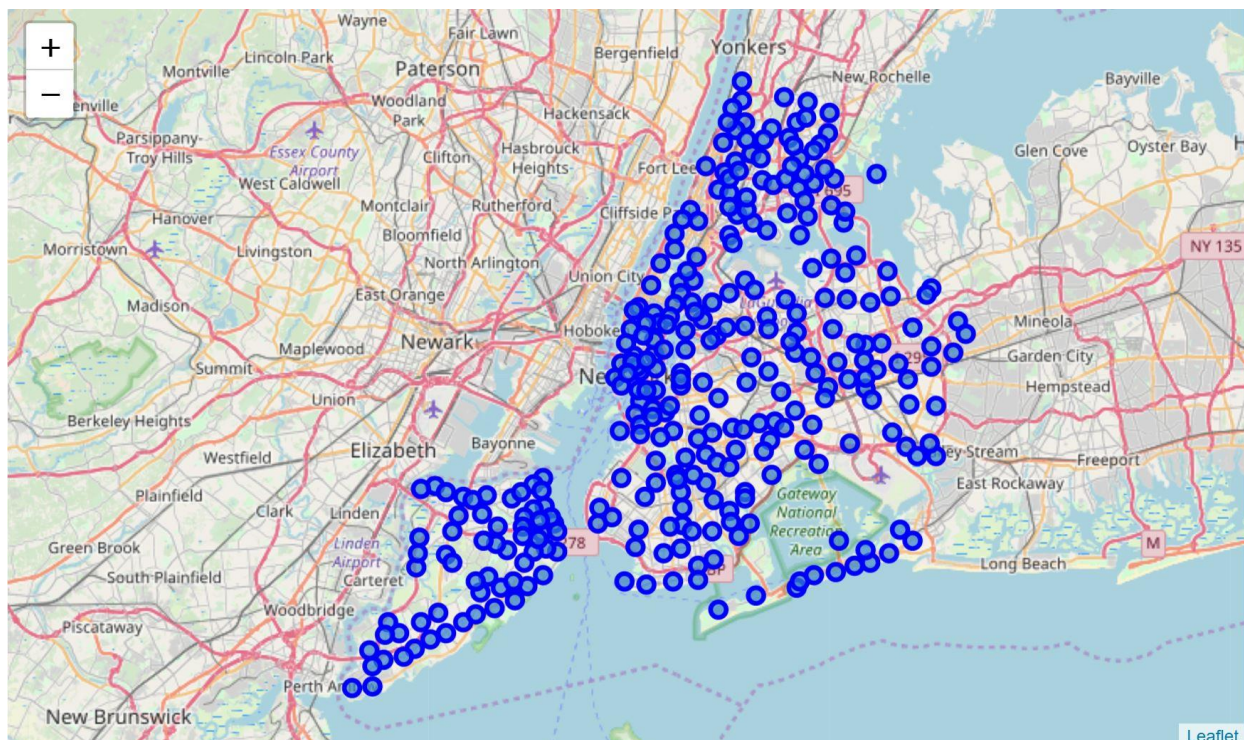 +
−
Wayne
Fair Lawn
Yonkers
Lincoln Park
Bergenfield
Montville
Paterson
New Rochelle
Bayville
Woodland
Park
Hackensack
Parsippany-
Troy Hills
Essex County
Airport
Clifton
Hasbrouck
Heights
Fort Lee
Glen Cove
Oyster Bay
West Caldwell
695
Montclair
Rutherford
Cliffside
Hanover
Bloomfield
Morristown
Livingston
North Arlington
NY 135
Union City
East Orange
Madison
Mineola
Maplewood
Newark
Summit
Garden City
Union
Hempstead
Berkeley Heights
Bayonne
Elizabeth
Westfield
Freeport
Plainfield
East Rockaway
Clark
Linden
Gateway
National
Recreation
Area
Green Brook
Linden
Airport
278
M
Long Beach
South Plainfield
Carteret
Woodbridge
Piscataway
Perth
New Brunswick
Leaflet